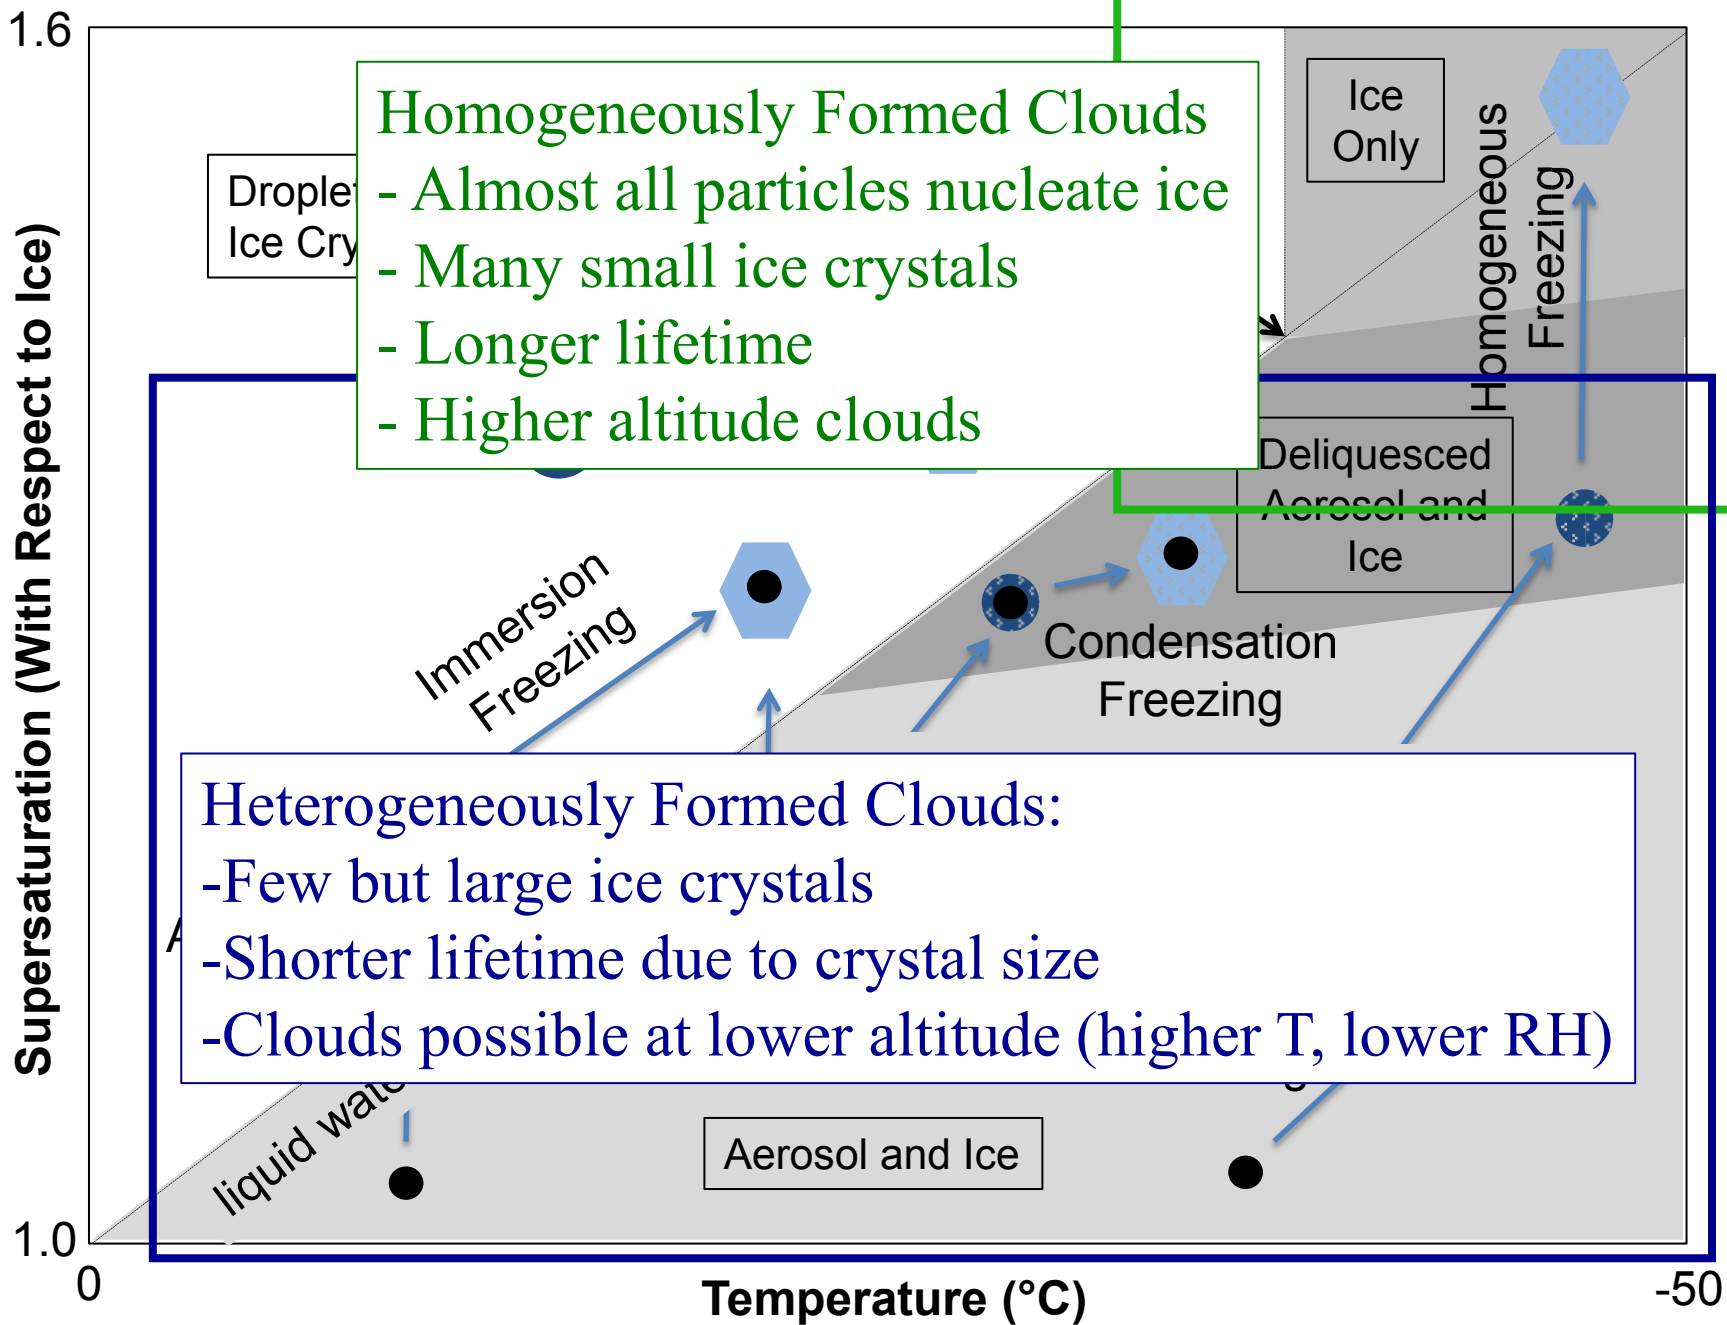 1.6
Homogeneously Formed Clouds
- Almost all particles nucleate ice
- Many small ice crystals
- Longer lifetime
- Higher altitude clouds
Ice
Only
Homogeneous
Freezing
Ice
Supersaturation (With Respect to Ice)
Deliquesced
Aerosol and
Ice
Immersion
Freezing
Condensation
Freezing
Heterogeneously Formed Clouds:
-Few but large ice crystals
-Shorter lifetime due to crystal size
-Clouds possible at lower altitude (higher T, lower RH)
liquid
Aerosol and Ice
1.0
0
Temperature (°C)
-50